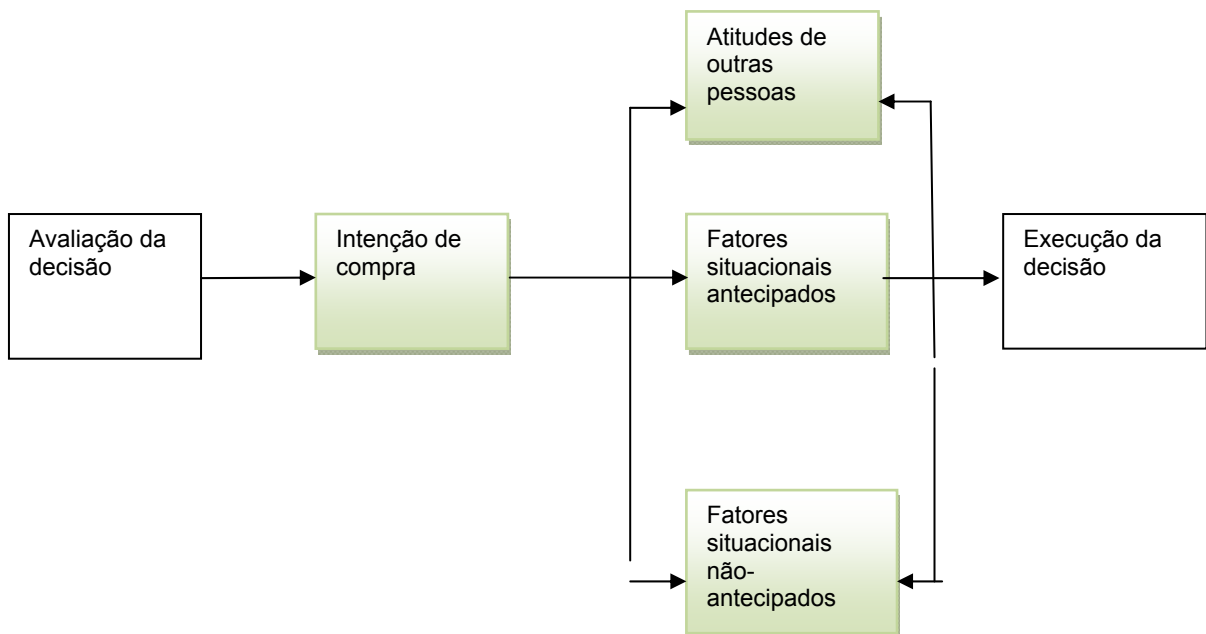 Atitudes de
outras
pessoas
Avaliação da
decisão
Intenção de
compra
Fatores
situacionais
antecipados
Execução da
decisão
Fatores
situacionais
não-
antecipados